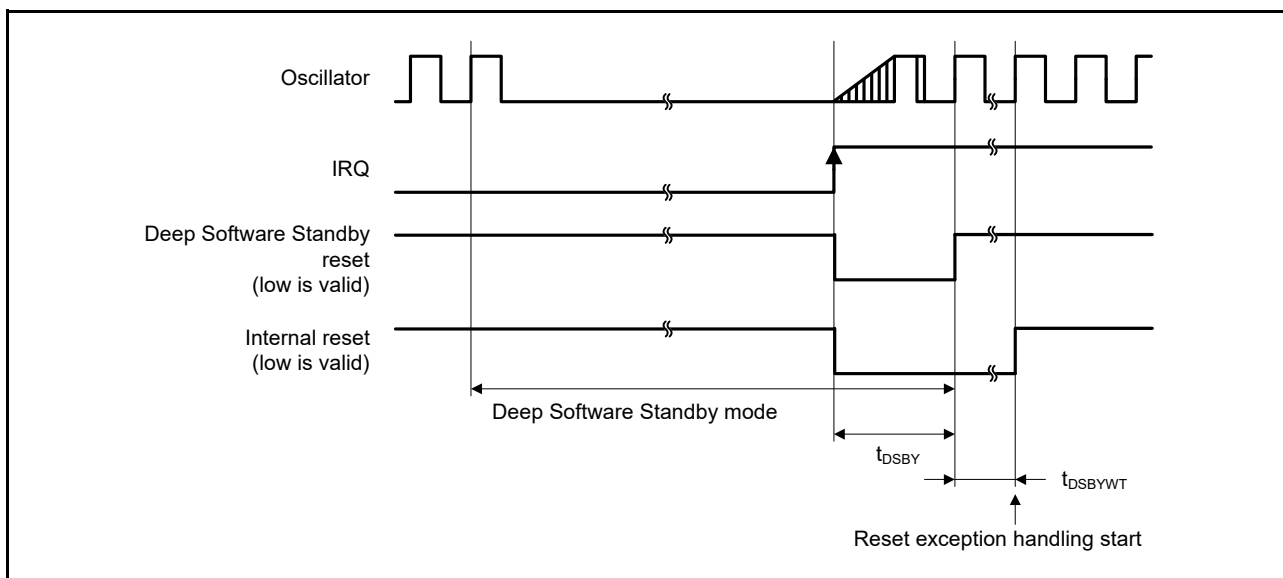 Oscillator
IRQ
Deep Software Standby
reset
(low is valid)
Internal reset
(low is valid)
Deep Software Standby mode
tDSBY
tDSBYWT
Reset exception handling start